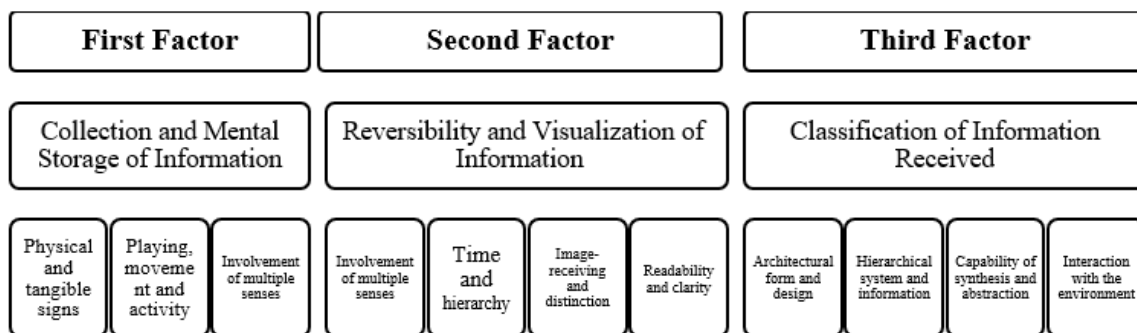 First Factor
Second Factor
Third Factor
Collection and Mental
Storage of Information
Reversibility and Visualization of
Information
Classification of Information
Received
Physical
and
tangible
signs
Playing,
moveme
nt and
activity
Involvement
of multiple
senses
Involvement
of multiple
senses
Time
and
hierarchy
Image-
receiving
and
distinction
Readability
and clarity
Architectural
form and
design
Hierarchical
system and
information
Capability of
synthesis and
abstraction
Interaction
with the
environment